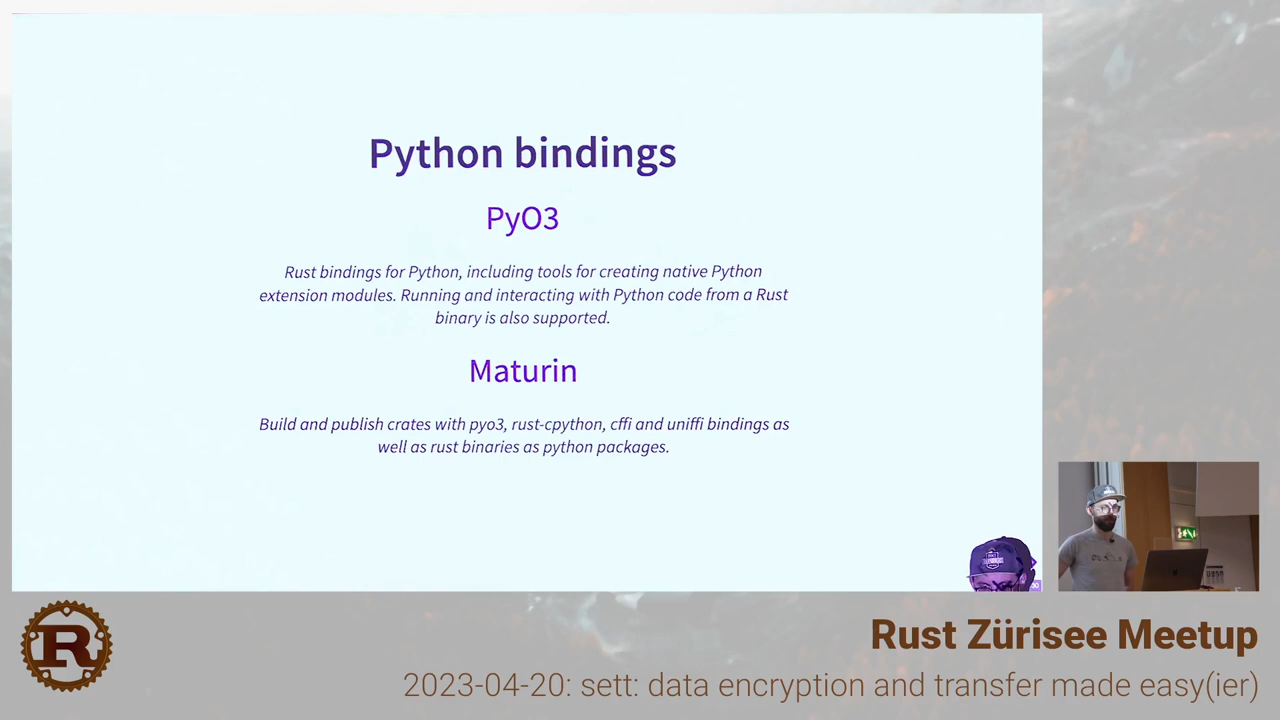 Python bindings
PyO3
Rust bindings for Python, including tools for creating native Python
extension modules. Running and interacting with Python code from a Rust
binary is also supported.
Maturin
Build and publish crates with pyo3, rust-cpython, cffi and uniffi bindings as
well as rust binaries as python packages.
R
Rust Zürisee Meetup
2023-04-20: sett: data encryption and transfer made easy(ier)